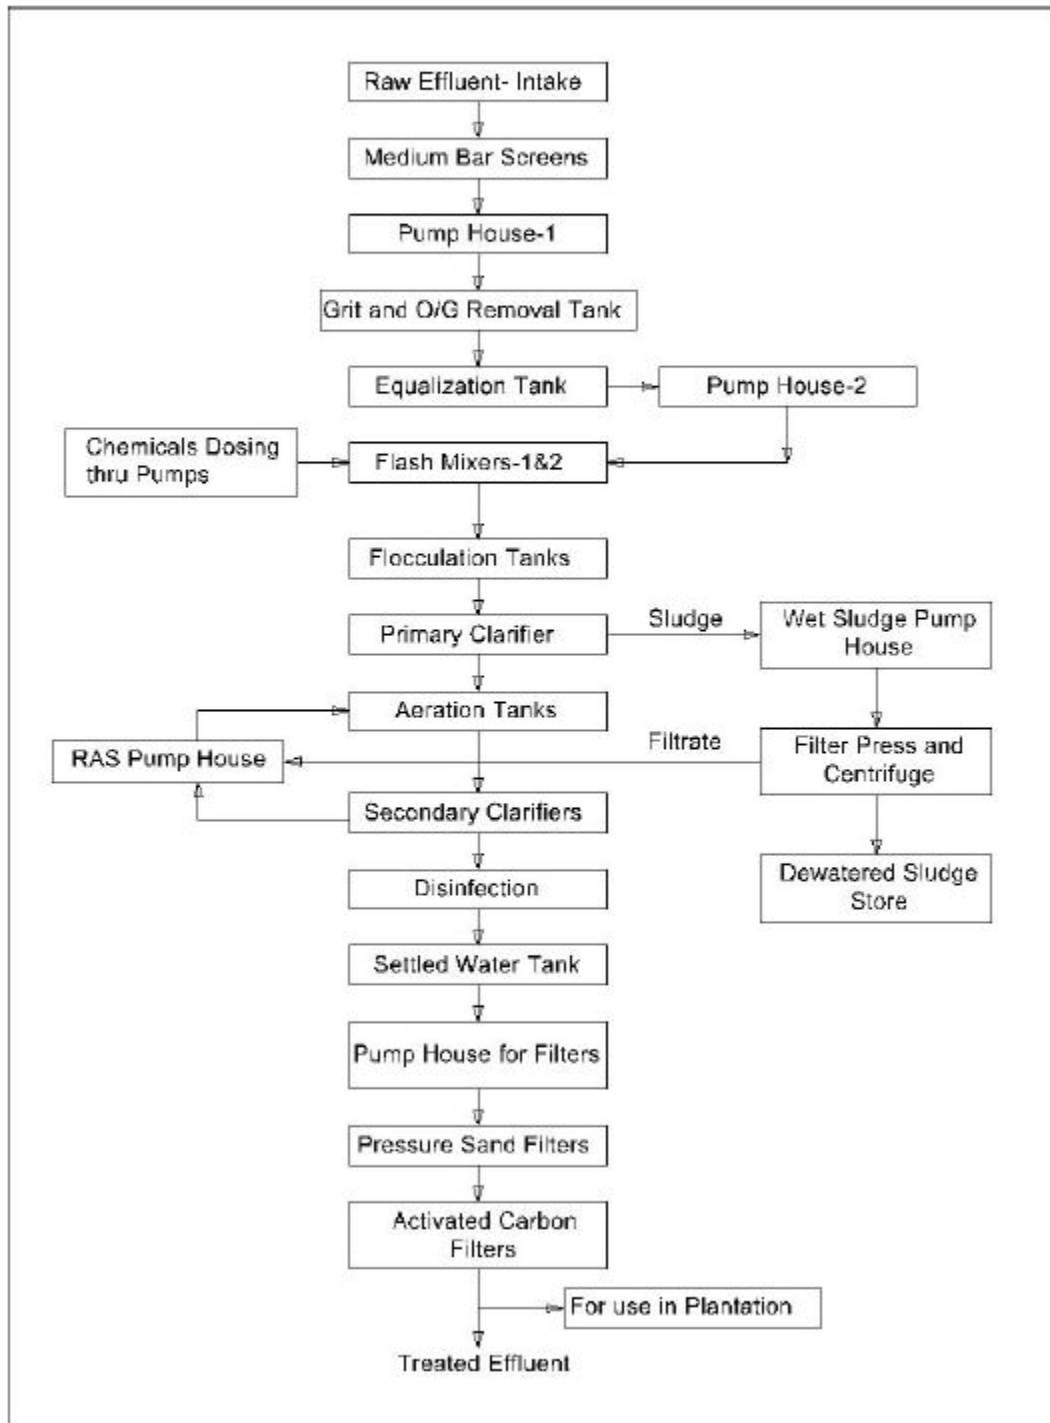 Raw Effluent- Intake
Medium Bar Screens
Pump House-1
Grit and O/G Removal Tank
Equalization Tank
Pump House-2
Chemicals Dosing
thru Pumps
Flash Mixers-1&2
Flocculation Tanks
Primary Clarifier
Sludge
Wet Sludge Pump
House
Aeration Tanks
RAS Pump House
Filtrate
Filter Press and
Centrifuge
Secondary Clarifiers
Dewatered Sludge
Store
Disinfection
Settled Water Tank
Pump House for Filters
Pressure Sand Filters
Activated Carbon
Filters
For use in Plantation
Treated Effluent